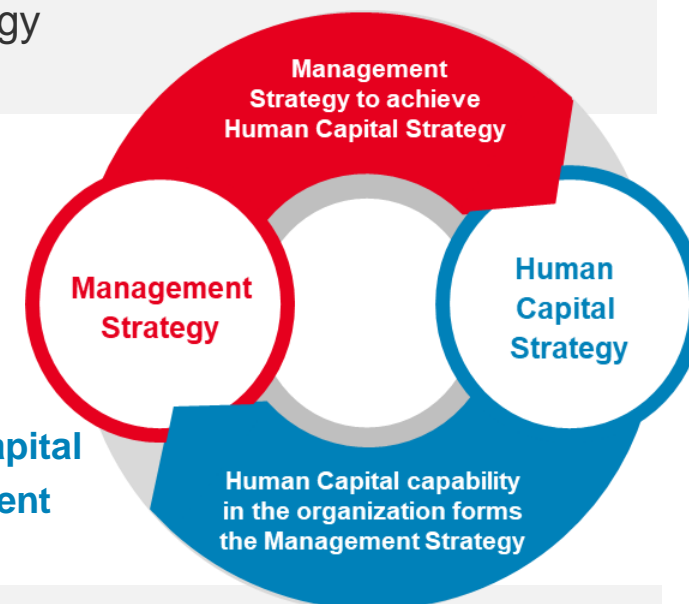 gy
Management
Strategy to achieve
Human Capital Strategy
Management
Strategy
Human
Capital
Strategy
apital
ent
Human Capital capability
in the organization forms
the Management Strategy